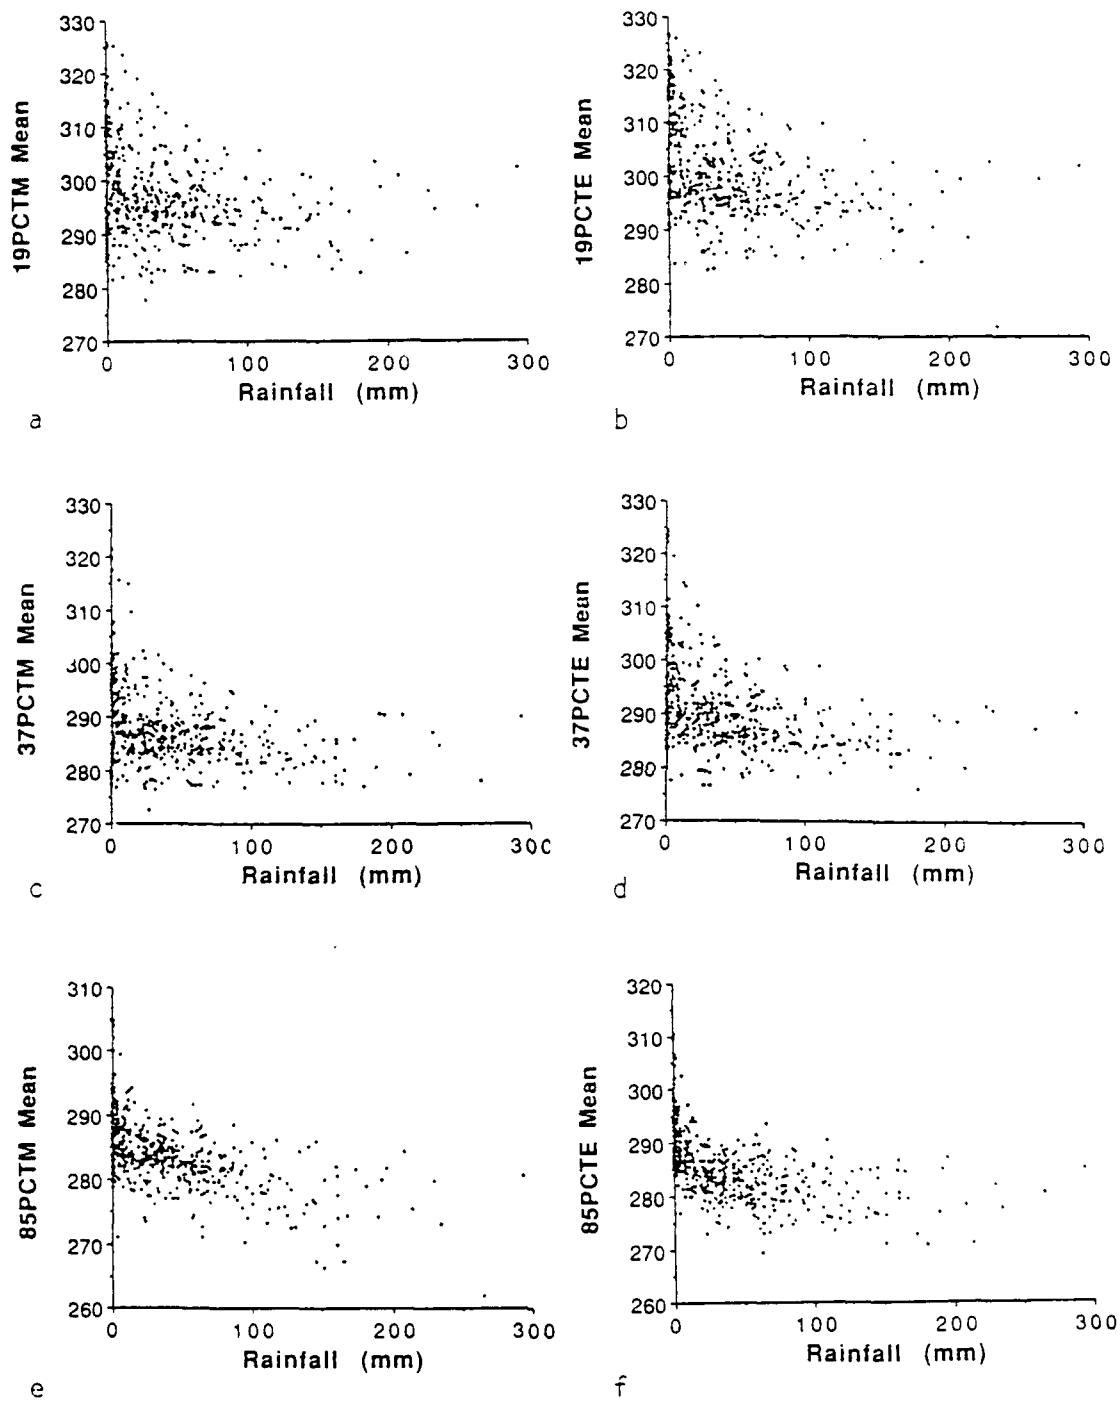 330
320
310
300
290
280
270
19PCTM Mean
0 100 200 300
Rainfall (mm)
a
330
320
310
300
290
280
270
19PCTE Mean
0 100 200 300
Rainfall (mm)
b
330
320
310
300
290
280
270
37PCTM Mean
0 100 200 300
Rainfall (mm)
c
330
320
310
300
290
280
270
37PCTE Mean
0 100 200 300
Rainfall (mm)
d
310
300
290
280
270
260
85PCTM Mean
0 100 200 300
Rainfall (mm)
e
320
310
300
290
280
270
260
85PCTE Mean
0 100 200 300
Rainfall (mm)
f